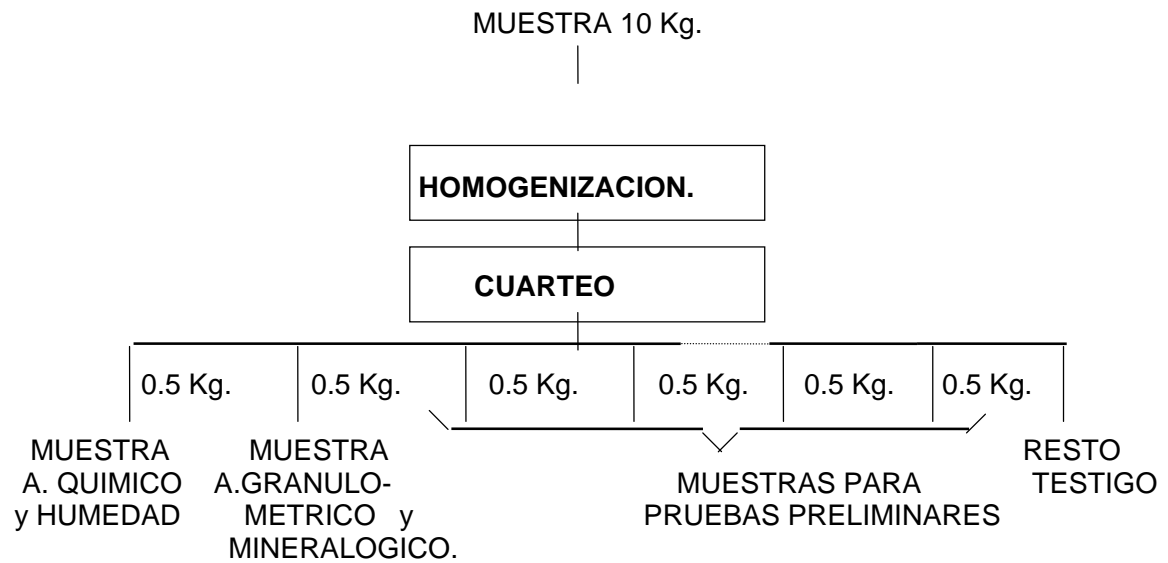 MUESTRA 10 Kg.
HOMOGENIZACION.
CUARTEO
0.5 Kg. 0.5 Kg. 0.5 Kg. 0.5 Kg. 0.5 Kg. 0.5 Kg.
MUESTRA
A. QUIMICO
y HUMEDAD
MUESTRA
A.GRANULO-
METRICO y
MINERALOGICO.
MUESTRAS PARA
PRUEBAS PRELIMINARES
RESTO
TESTIGO